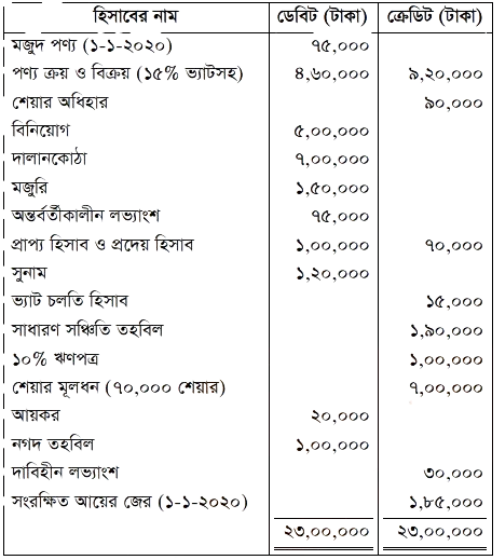 হিসাবের নাম ডেবিট (টাকা) ক্রেডিট (টাকা)
মজুদ পণ্য (১-১-২০২০) ৭৫,০০০
পণ্য ক্রয় ও বিক্রয় (১৫% ভ্যাটসহ) ৪,৬০,০০০ ৯,২০,০০০
শেয়ার অধিহার ৯০,০০০
বিনিয়োগ ৫,০০,০০০
দালানকোঠা ৭,০০,০০০
মজুরি ১,৫০,০০০
অন্তর্বর্তীকালীন লভ্যাংশ ৭৫,০০০
প্রাপ্য হিসাব ও প্রদেয় হিসাব ১,০০,০০০ ৭০,০০০
সুনাম ১,২০,০০০
ভ্যাট চলতি হিসাব ১৫,০০০
সাধারণ সঞ্চিতি তহবিল ১,৯০,০০০
১০% ঋণপত্র ১,০০,০০০
শেয়ার মূলধন (৭০,০০০ শেয়ার) ৭,০০,০০০
আয়কর ২০,০০০
নগদ তহবিল ১,০০,০০০
দাবিহীন লভ্যাংশ ৩০,০০০
সংরক্ষিত আয়ের জের (১-১-২০২০) ১,৮৫,০০০
২৩,০০,০০০ ২৩,০০,০০০